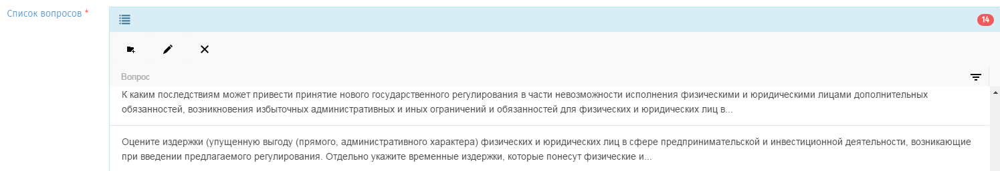 Список вопросов *
14
Вопрос
К каким последствиям может привести принятие нового государственного регулирования в части невозможности исполнения физическими и юридическими лицами дополнительных
обязанностей, возникновения избыточных административных и иных ограничений и обязанностей для физических и юридических лиц в...
Оцените издержки (упущенную выгоду (прямого, административного характера) физических и юридических лиц в сфере предпринимательской и инвестиционной деятельности, возникающие
при введении предлагаемого регулирования. Отдельно укажите временные издержки, которые понесут физические и...